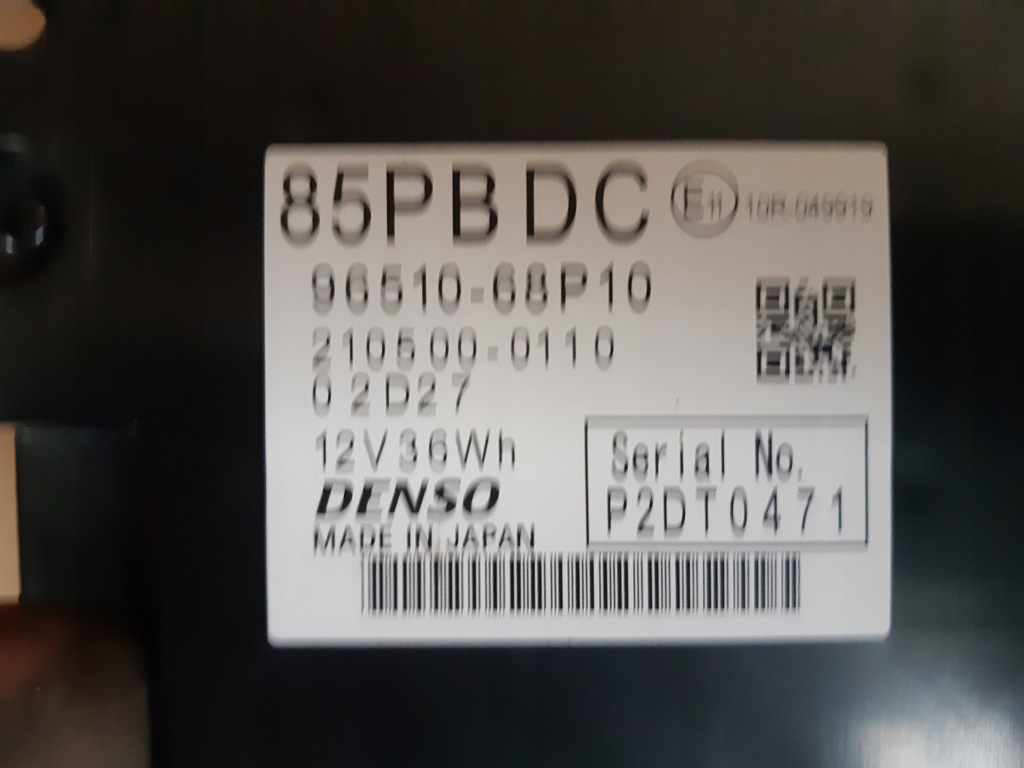 85PBDC E11 10R-049919
96510-68P10
210500-0110
02D27
12V36Wh
DENSO
MADE IN JAPAN
Serial No.
P2DT0471